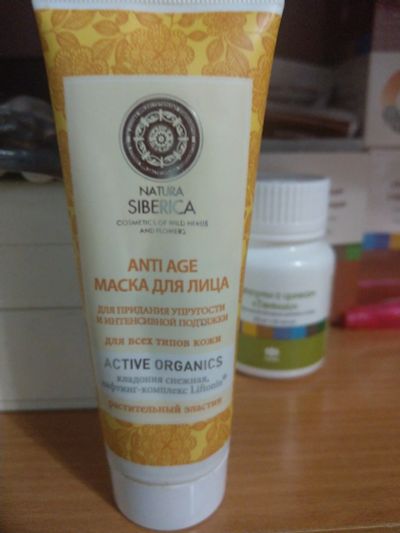 NATURA
SIBERICA
COSMETICS OF WILD HERBS
AND FLOWERS
ANTI AGE
МАСКА ДЛЯ ЛИЦА
ДЛЯ ПРИДАНИЯ УПРУГОСТИ
И ИНТЕНСИВНОЙ ПОДТЯЖКИ
для всех типов кожи
ACTIVE ORGANICS
кладония снежная,
лифтинг-комплекс Liftonin®
растительный эластин